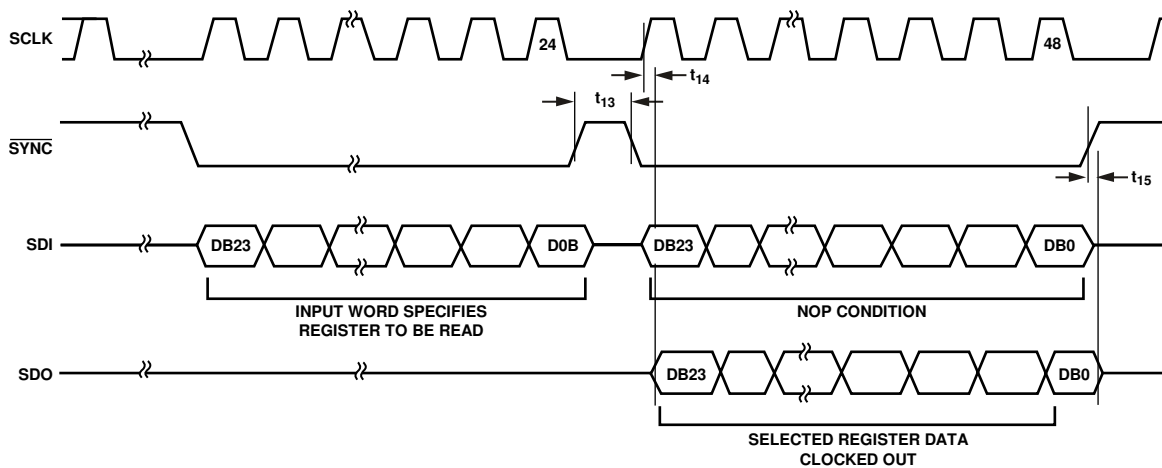 SCLK
24
48
t14
t13
SYNC
t15
SDI
DB23
D0B
DB23
DB0
INPUT WORD SPECIFIES
REGISTER TO BE READ
NOP CONDITION
SDO
DB23
DB0
SELECTED REGISTER DATA
CLOCKED OUT